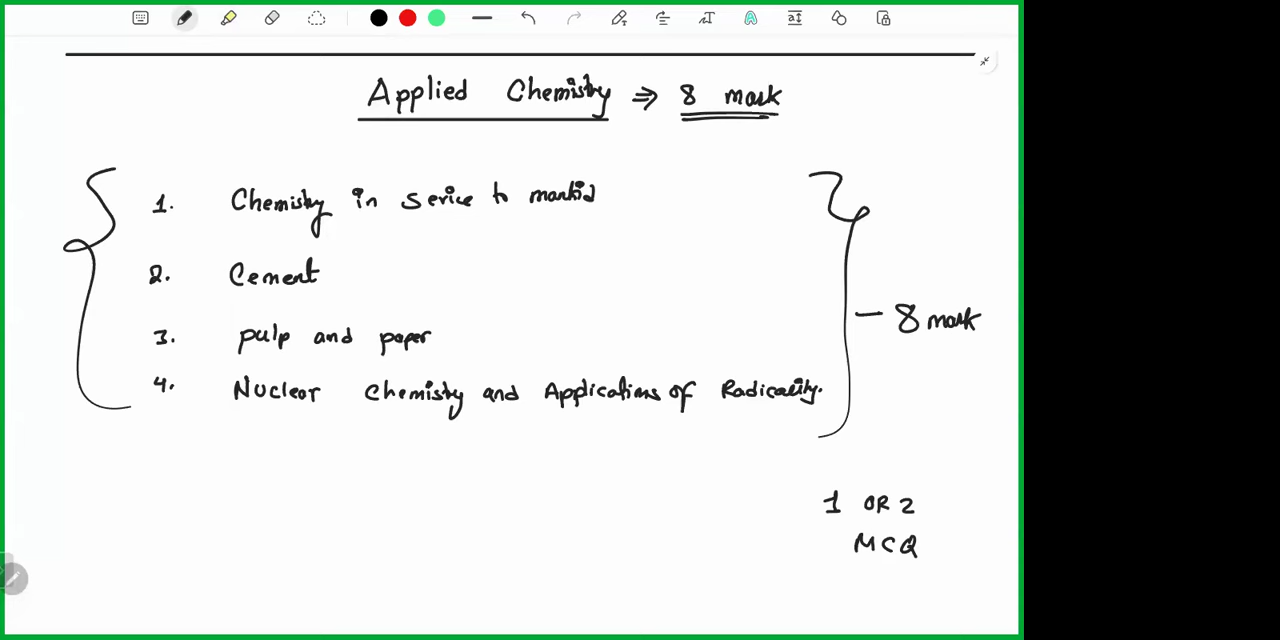 Applied Chemistry ⇒ 8 mark
1. Chemistry in serice to mankid
2. Cement
3. pulp and paper
4. Nuclear Chemistry and Applications of Radicality.
— 8 mark
1 OR 2
MCQ